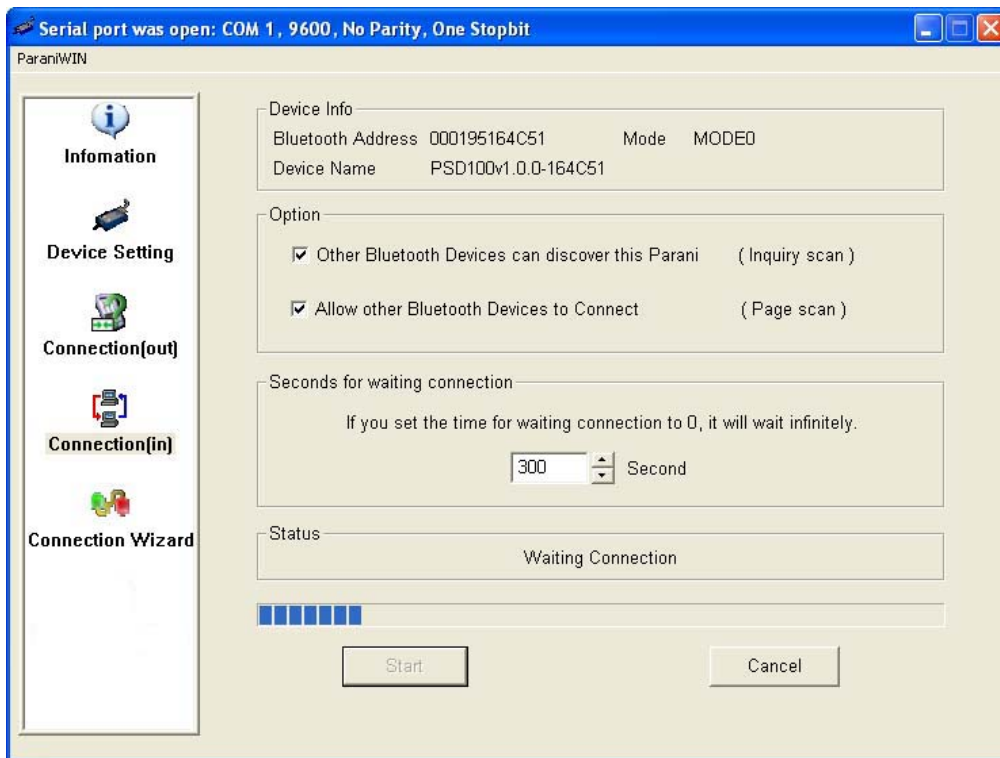 Serial port was open: COM 1, 9600, No Parity, One Stopbit
ParaniWIN
Infomation
Device Setting
Connection(out)
Connection(in)
Connection Wizard
Device Info
Bluetooth Address 000195164C51 Mode MODE0
Device Name PSD100v1.0.0-164C51
Option
Other Bluetooth Devices can discover this Parani ( Inquiry scan )
Allow other Bluetooth Devices to Connect ( Page scan )
Seconds for waiting connection
If you set the time for waiting connection to 0, it will wait infinitely.
300 Second
Status
Waiting Connection
Start Cancel